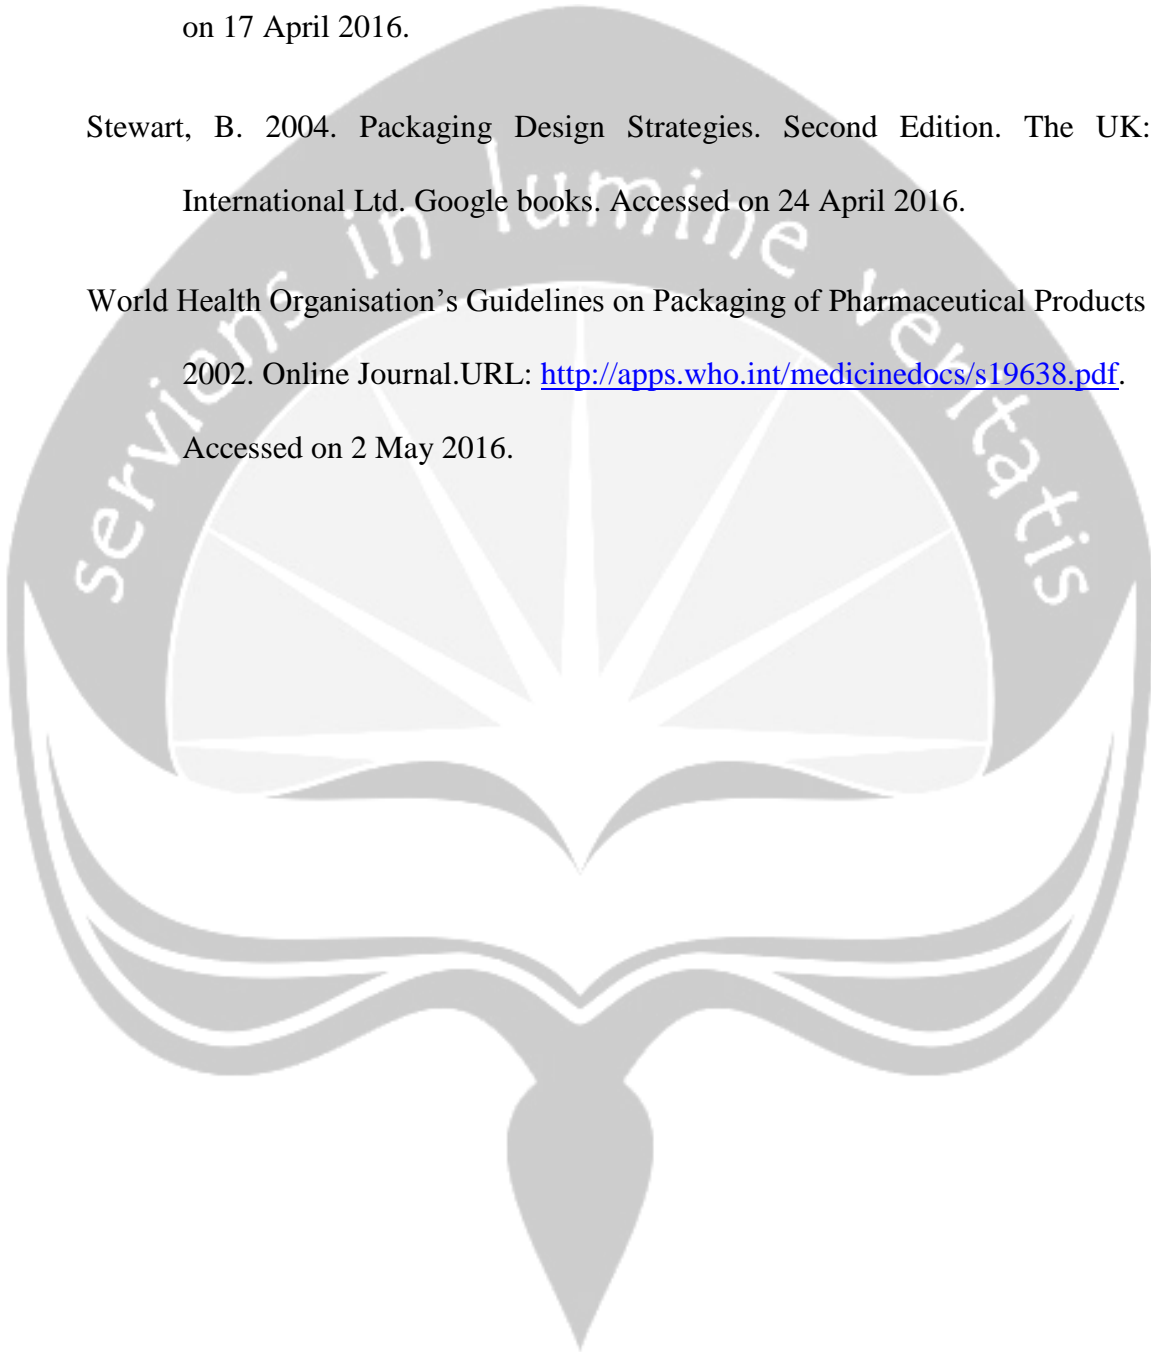 on 17 April 2016.
Stewart, B. 2004. Packaging Design Strategies. Second Edition. The UK:
International Ltd. Google books. Accessed on 24 April 2016.
World Health Organisation’s Guidelines on Packaging of Pharmaceutical Products
2002. Online Journal.URL: http://apps.who.int/medicinedocs/s19638.pdf.
Accessed on 2 May 2016.
serviens in lumine veritatis